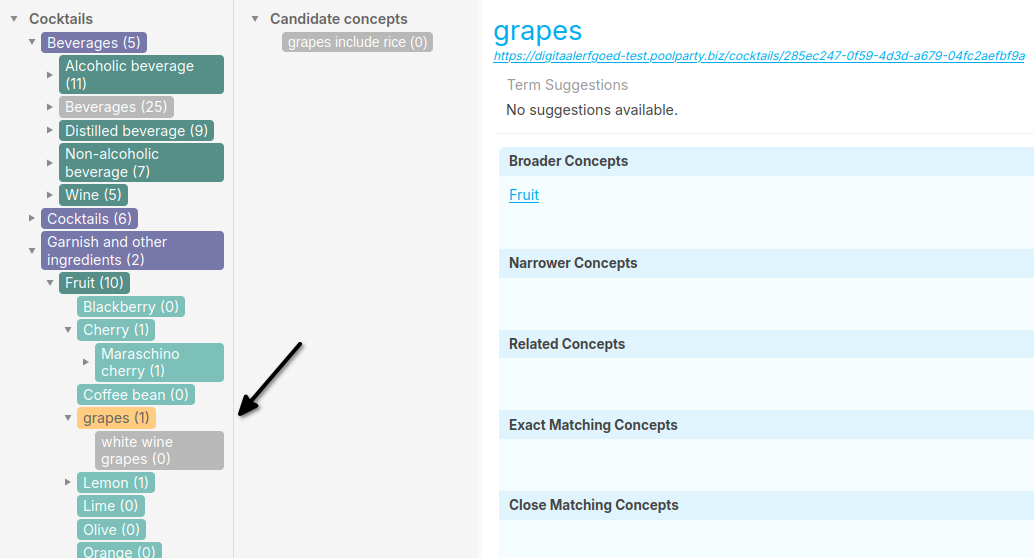 Cocktails
Beverages (5)
Alcoholic beverage
(11)
Beverages (25)
Distilled beverage (9)
Non-alcoholic
beverage (7)
Wine (5)
Cocktails (6)
Garnish and other
ingredients (2)
Fruit (10)
Blackberry (0)
Cherry (1)
Maraschino
cherry (1)
Coffee bean (0)
grapes (1)
white wine
grapes (0)
Lemon (1)
Lime (0)
Olive (0)
Orange (0)
Candidate concepts
grapes include rice (0)
grapes
https://digitaalerfgoed-test.poolparty.biz/cocktails/285ec247-0f59-4d3d-a679-04fc2aefbf9a
Term Suggestions
No suggestions available.
Broader Concepts
Fruit
Narrower Concepts
Related Concepts
Exact Matching Concepts
Close Matching Concepts